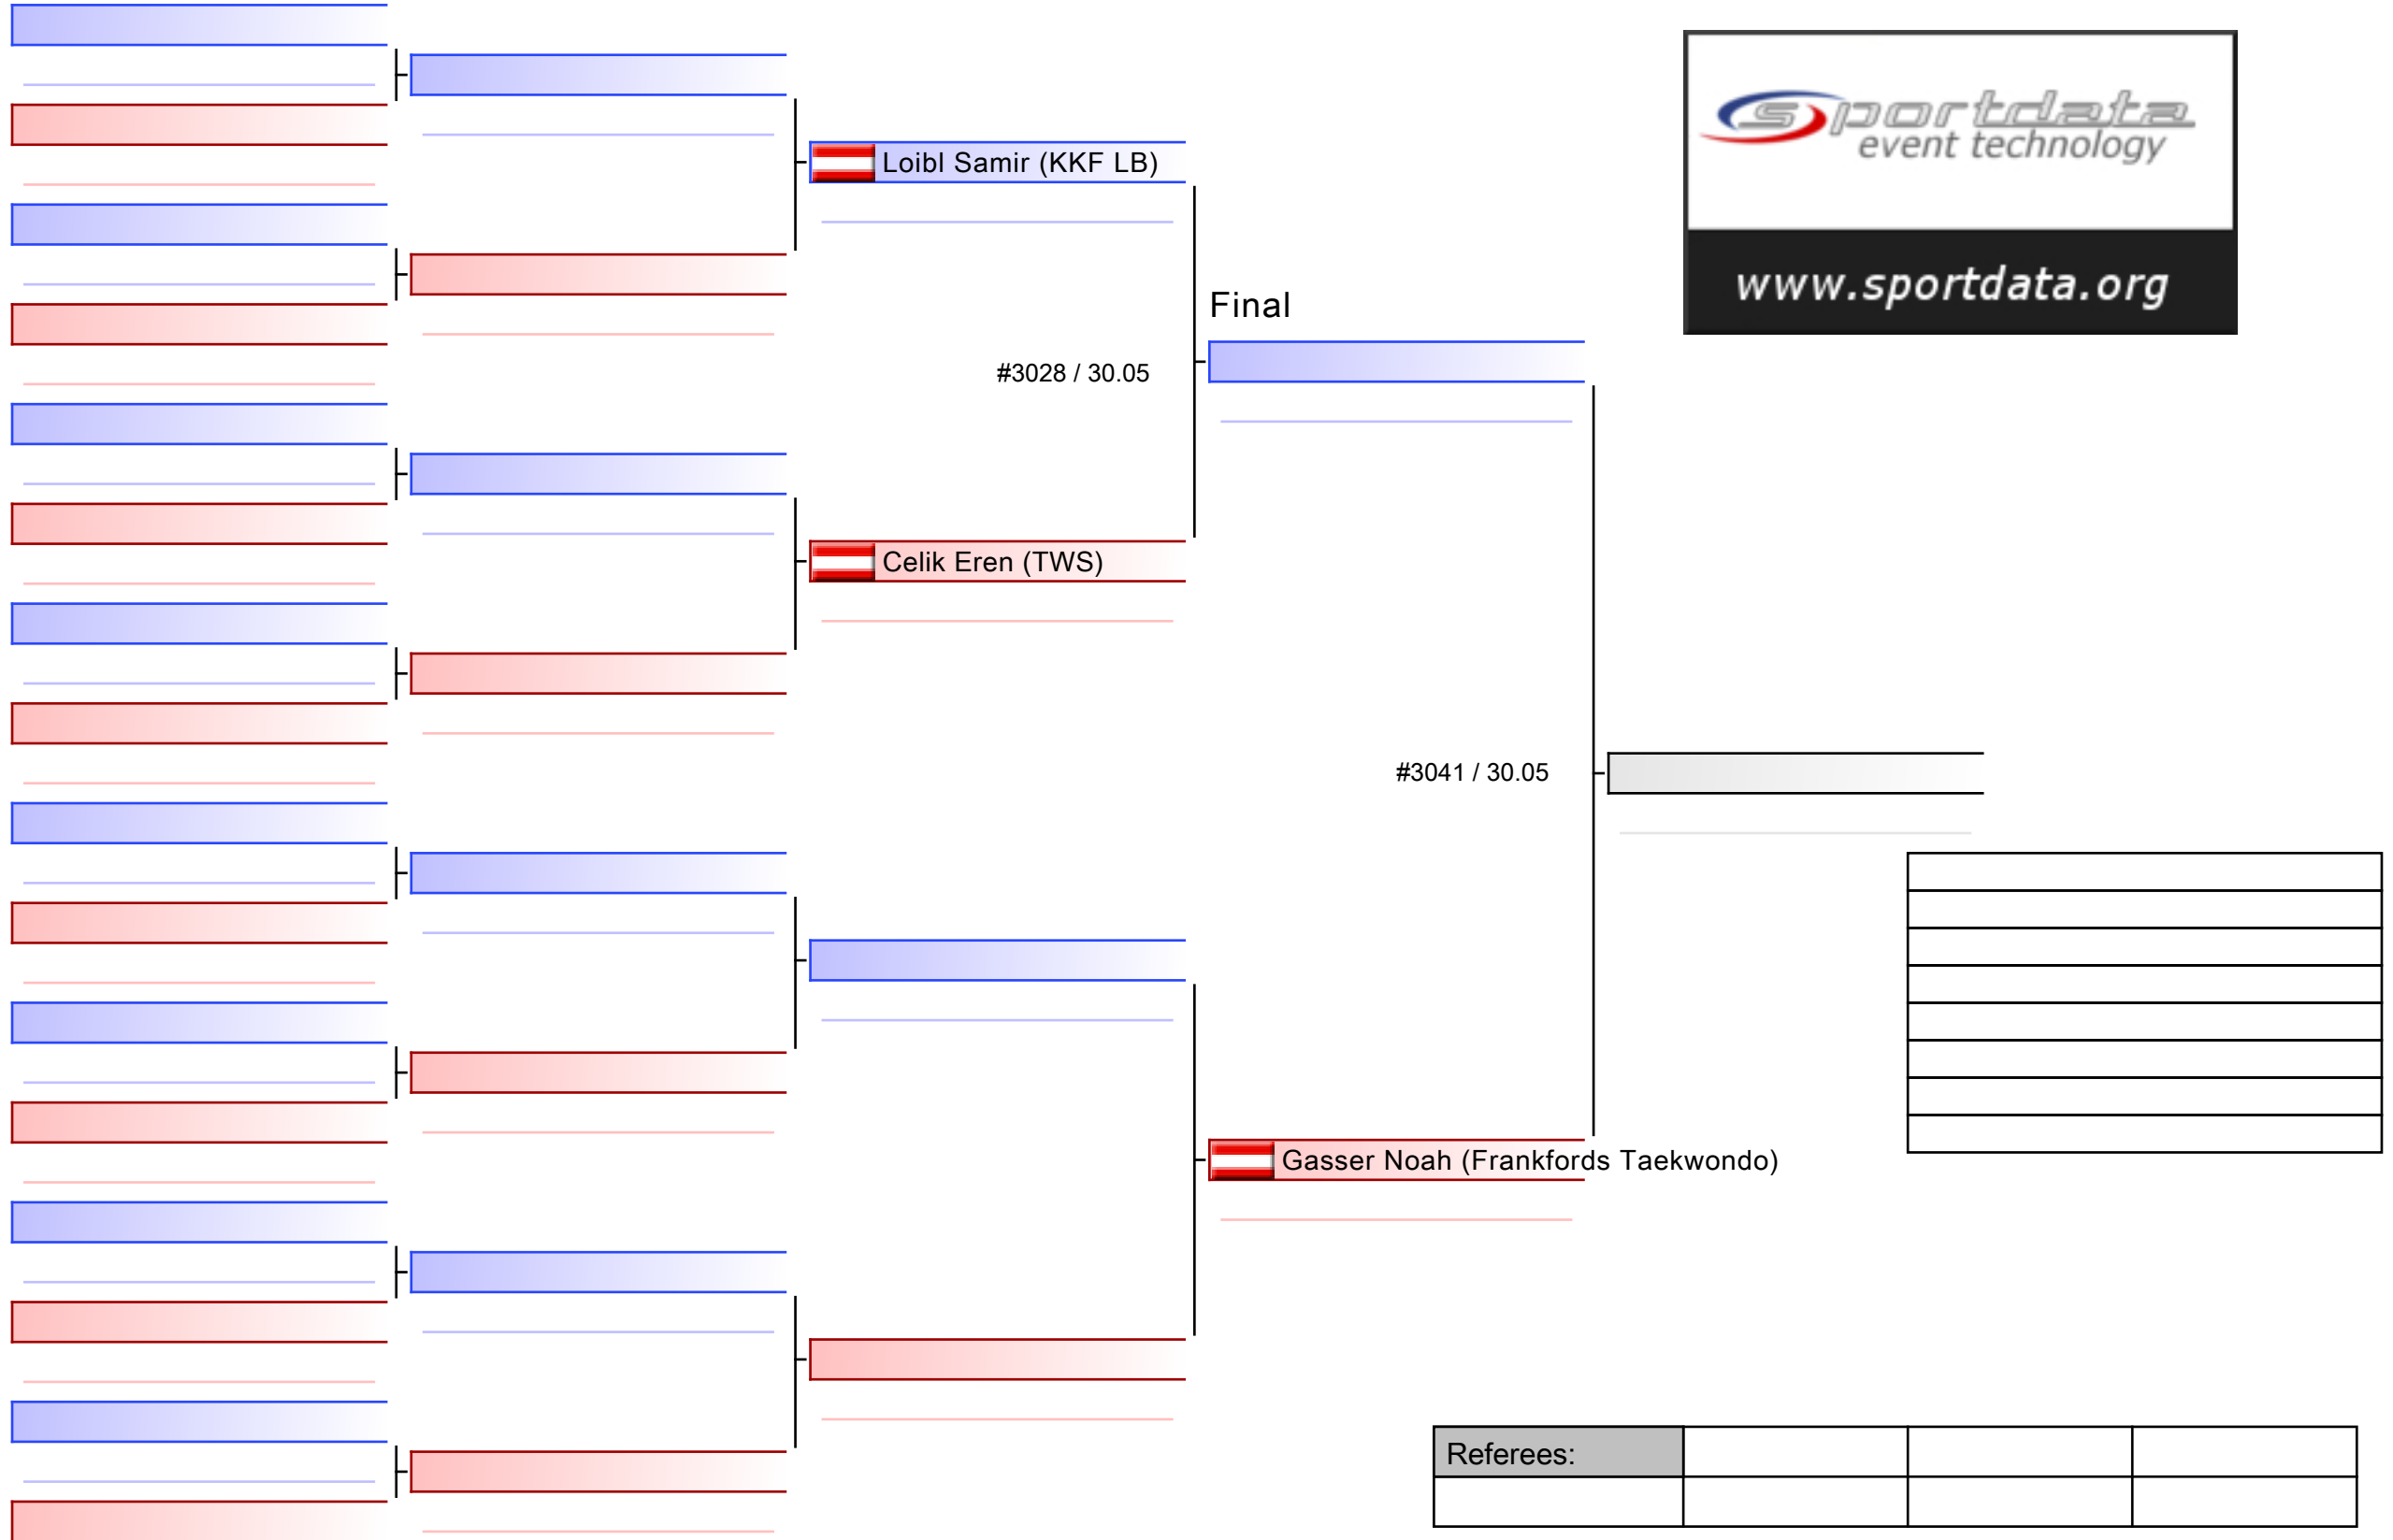 sportdata
event technology
www.sportdata.org
Loibl Samir (KKF LB)
Final
#3028 / 30.05
Celik Eren (TWS)
#3041 / 30.05
Gasser Noah (Frankfords Taekwondo)
Referees: